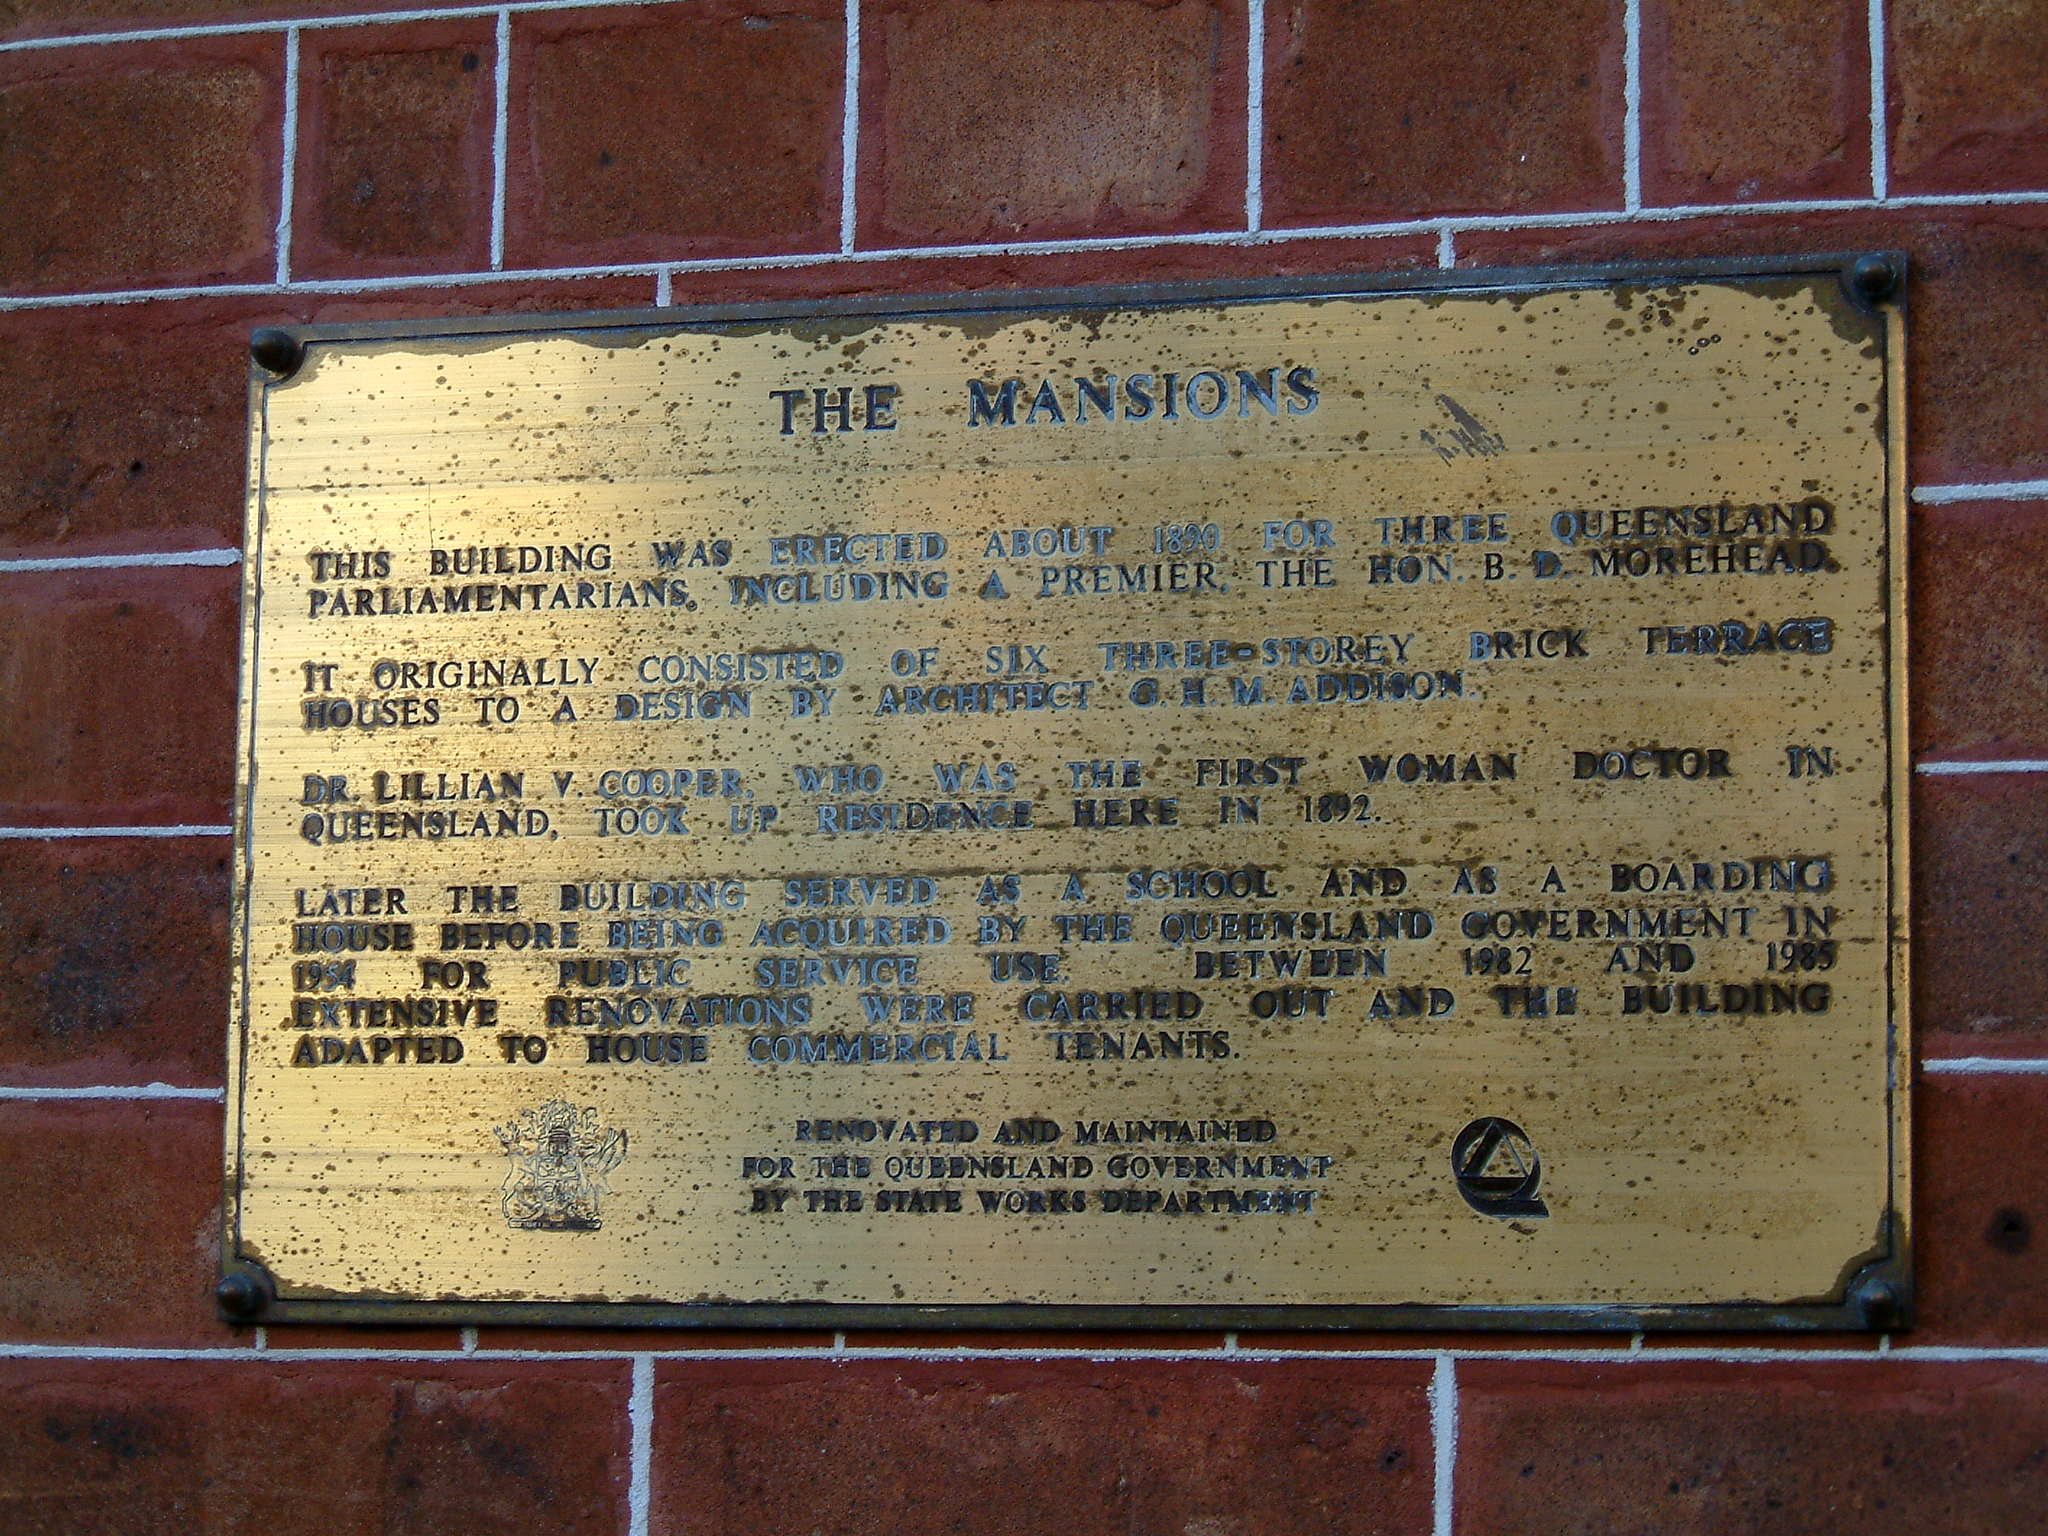 THE MANSIONS
THIS BUILDING WAS ERECTED ABOUT 1890 FOR THREE QUEENSLAND
PARLIAMENTARIANS, INCLUDING A PREMIER, THE HON. B. D. MOREHEAD.
IT ORIGINALLY CONSISTED OF SIX THREE-STOREY BRICK TERRACE
HOUSES TO A DESIGN BY ARCHITECT G. H. M. ADDISON.
DR. LILLIAN V. COOPER, WHO WAS THE FIRST WOMAN DOCTOR IN
QUEENSLAND, TOOK UP RESIDENCE HERE IN 1892.
LATER THE BUILDING SERVED AS A SCHOOL AND AS A BOARDING
HOUSE BEFORE BEING ACQUIRED BY THE QUEENSLAND GOVERNMENT IN
1954 FOR PUBLIC SERVICE USE. BETWEEN 1982 AND 1985
EXTENSIVE RENOVATIONS WERE CARRIED OUT AND THE BUILDING
ADAPTED TO HOUSE COMMERCIAL TENANTS.
RENOVATED AND MAINTAINED
FOR THE QUEENSLAND GOVERNMENT
BY THE STATE WORKS DEPARTMENT